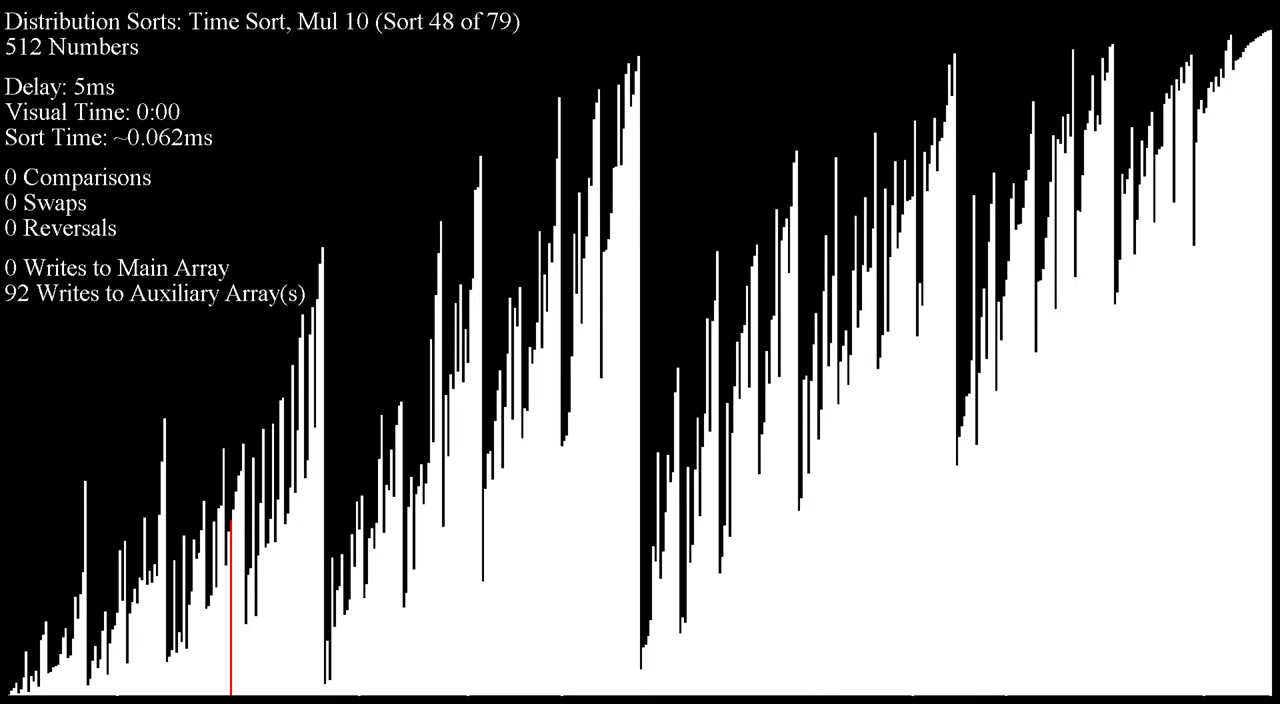 Distribution Sorts: Time Sort, Mul 10 (Sort 48 of 79)
512 Numbers
Delay: 5ms
Visual Time: 0:00
Sort Time: ~0.062ms
0 Comparisons
0 Swaps
0 Reversals
0 Writes to Main Array
92 Writes to Auxiliary Array(s)